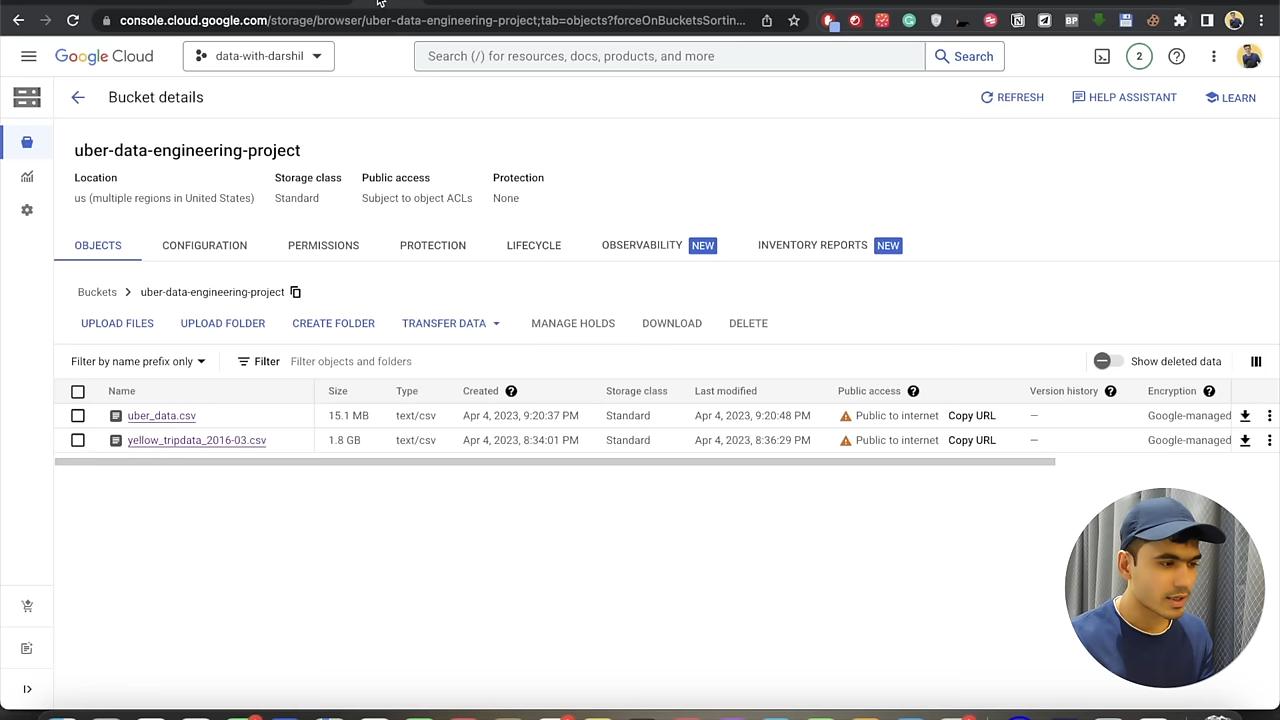 console.cloud.google.com/storage/browser/uber-data-engineering-project;tab=objects?forceOnBucketsSortin...
Google Cloud
data-with-darshil
Search (/) for resources, docs, products, and more
Search
2
Bucket details
REFRESH
HELP ASSISTANT
LEARN
uber-data-engineering-project
Location Storage class Public access Protection
us (multiple regions in United States) Standard Subject to object ACLs None
OBJECTS CONFIGURATION PERMISSIONS PROTECTION LIFECYCLE OBSERVABILITY NEW INVENTORY REPORTS NEW
Buckets > uber-data-engineering-project
UPLOAD FILES UPLOAD FOLDER CREATE FOLDER TRANSFER DATA MANAGE HOLDS DOWNLOAD DELETE
Filter by name prefix only Filter Filter objects and folders Show deleted data
Name Size Type Created Storage class Last modified Public access Version history Encryption
uber_data.csv 15.1 MB text/csv Apr 4, 2023, 9:20:37 PM Standard Apr 4, 2023, 9:20:48 PM Public to internet Copy URL — Google-managed
yellow_tripdata_2016-03.csv 1.8 GB text/csv Apr 4, 2023, 8:34:01 PM Standard Apr 4, 2023, 8:36:29 PM Public to internet Copy URL — Google-managed